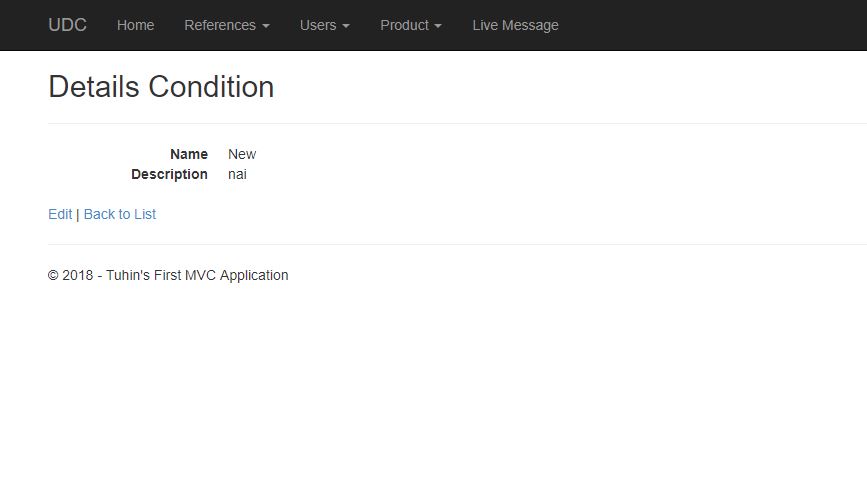 UDC Home References Users Product Live Message
Details Condition
Name New
Description nai
Edit | Back to List
© 2018 - Tuhin's First MVC Application